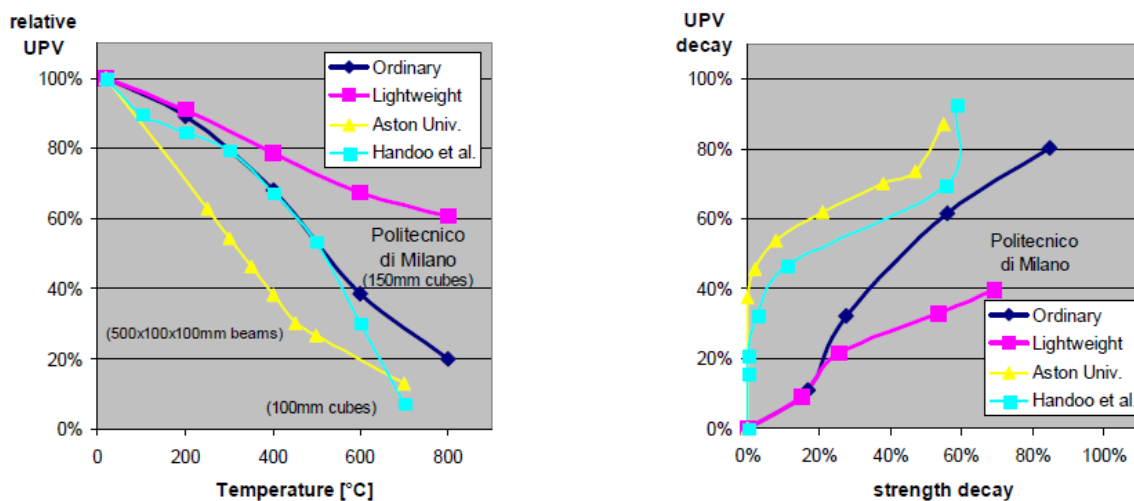 relative
UPV
100%
80%
60%
40%
20%
0%
0
200
400
600
800
Temperature [°C]
Ordinary
Lightweight
Aston Univ.
Handoo et al.
Politecnico
di Milano
(150mm cubes)
(500x100x100mm beams)
(100mm cubes)
UPV
decay
100%
80%
60%
40%
20%
0%
0%
20%
40%
60%
80%
100%
strength decay
Politecnico
di Milano
Ordinary
Lightweight
Aston Univ.
Handoo et al.